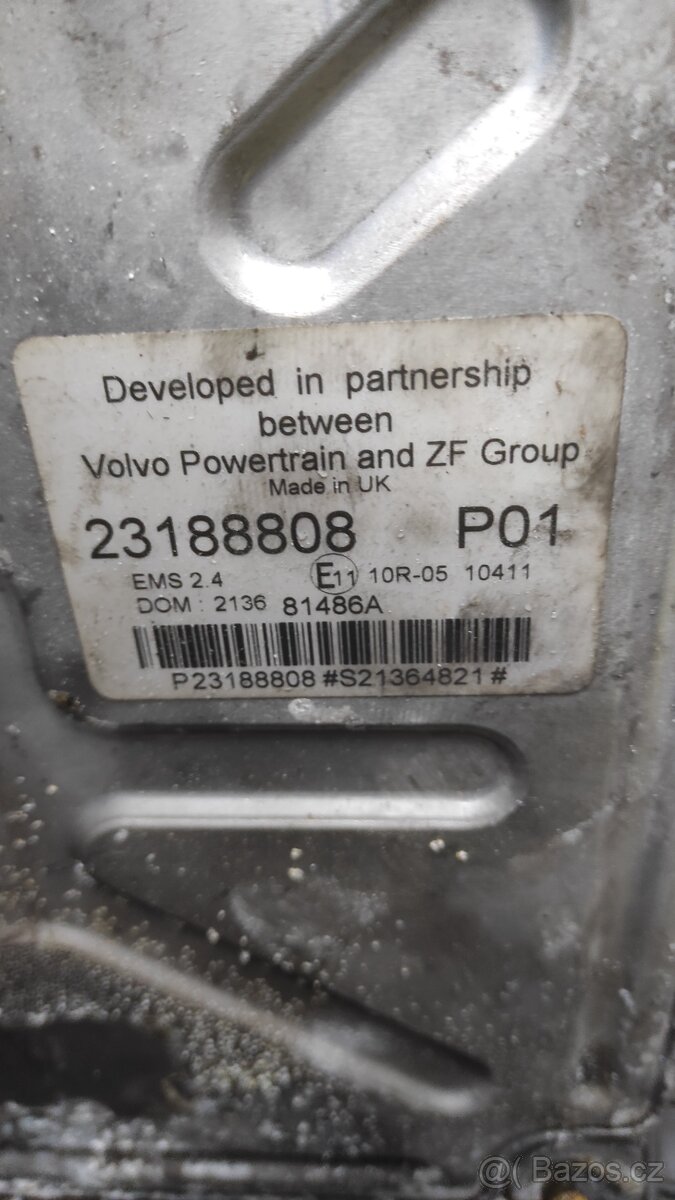 Developed in partnership
between
Volvo Powertrain and ZF Group
Made in UK
23188808 P01
EMS 2.4 E11 10R-05 10411
DOM : 2136 81486A
P23188808 #S21364821 #
@( Bazos.cz